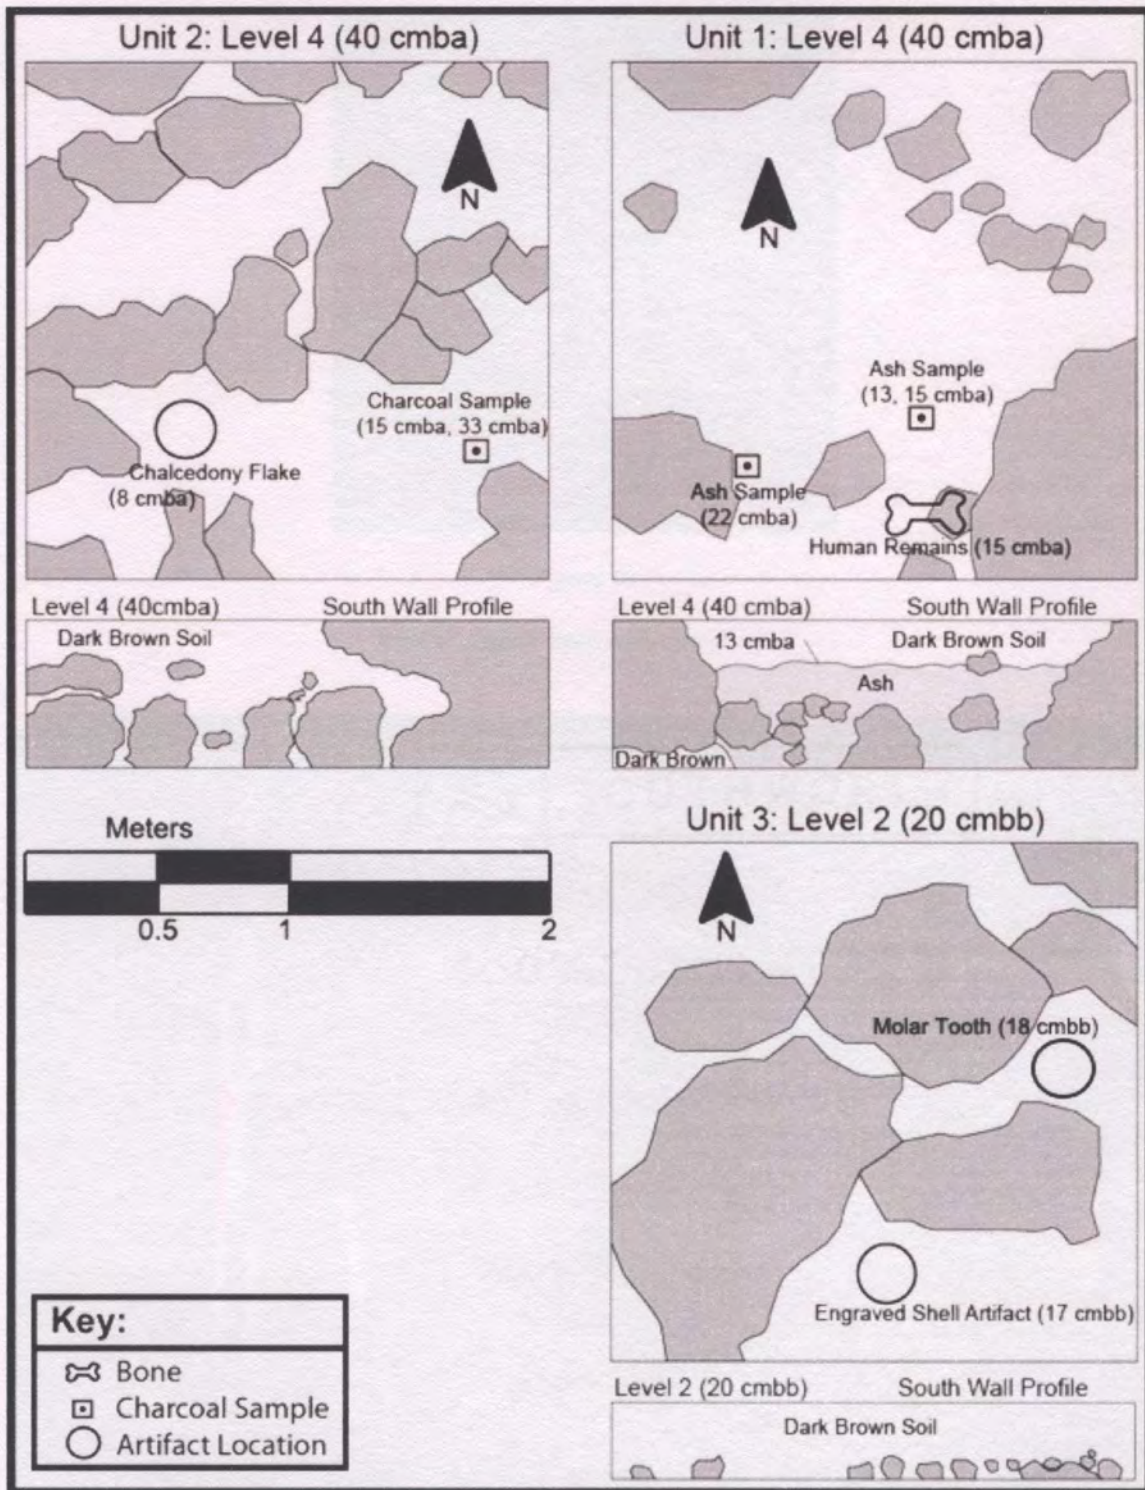 Unit 2: Level 4 (40 cmba)
N
Charcoal Sample
(15 cmba, 33 cmba)
Chalcedony Flake
(8 cmba)
Level 4 (40cmba) South Wall Profile
Dark Brown Soil
Unit 1: Level 4 (40 cmba)
N
Ash Sample
(13, 15 cmba)
Ash Sample
(22 cmba)
Human Remains (15 cmba)
Level 4 (40 cmba) South Wall Profile
13 cmba Dark Brown Soil
Ash
Dark Brown
Meters
0.5 1 2
Unit 3: Level 2 (20 cmbb)
N
Molar Tooth (18 cmbb)
Engraved Shell Artifact (17 cmbb)
Level 2 (20 cmbb) South Wall Profile
Dark Brown Soil
Key:
Bone
Charcoal Sample
Artifact Location